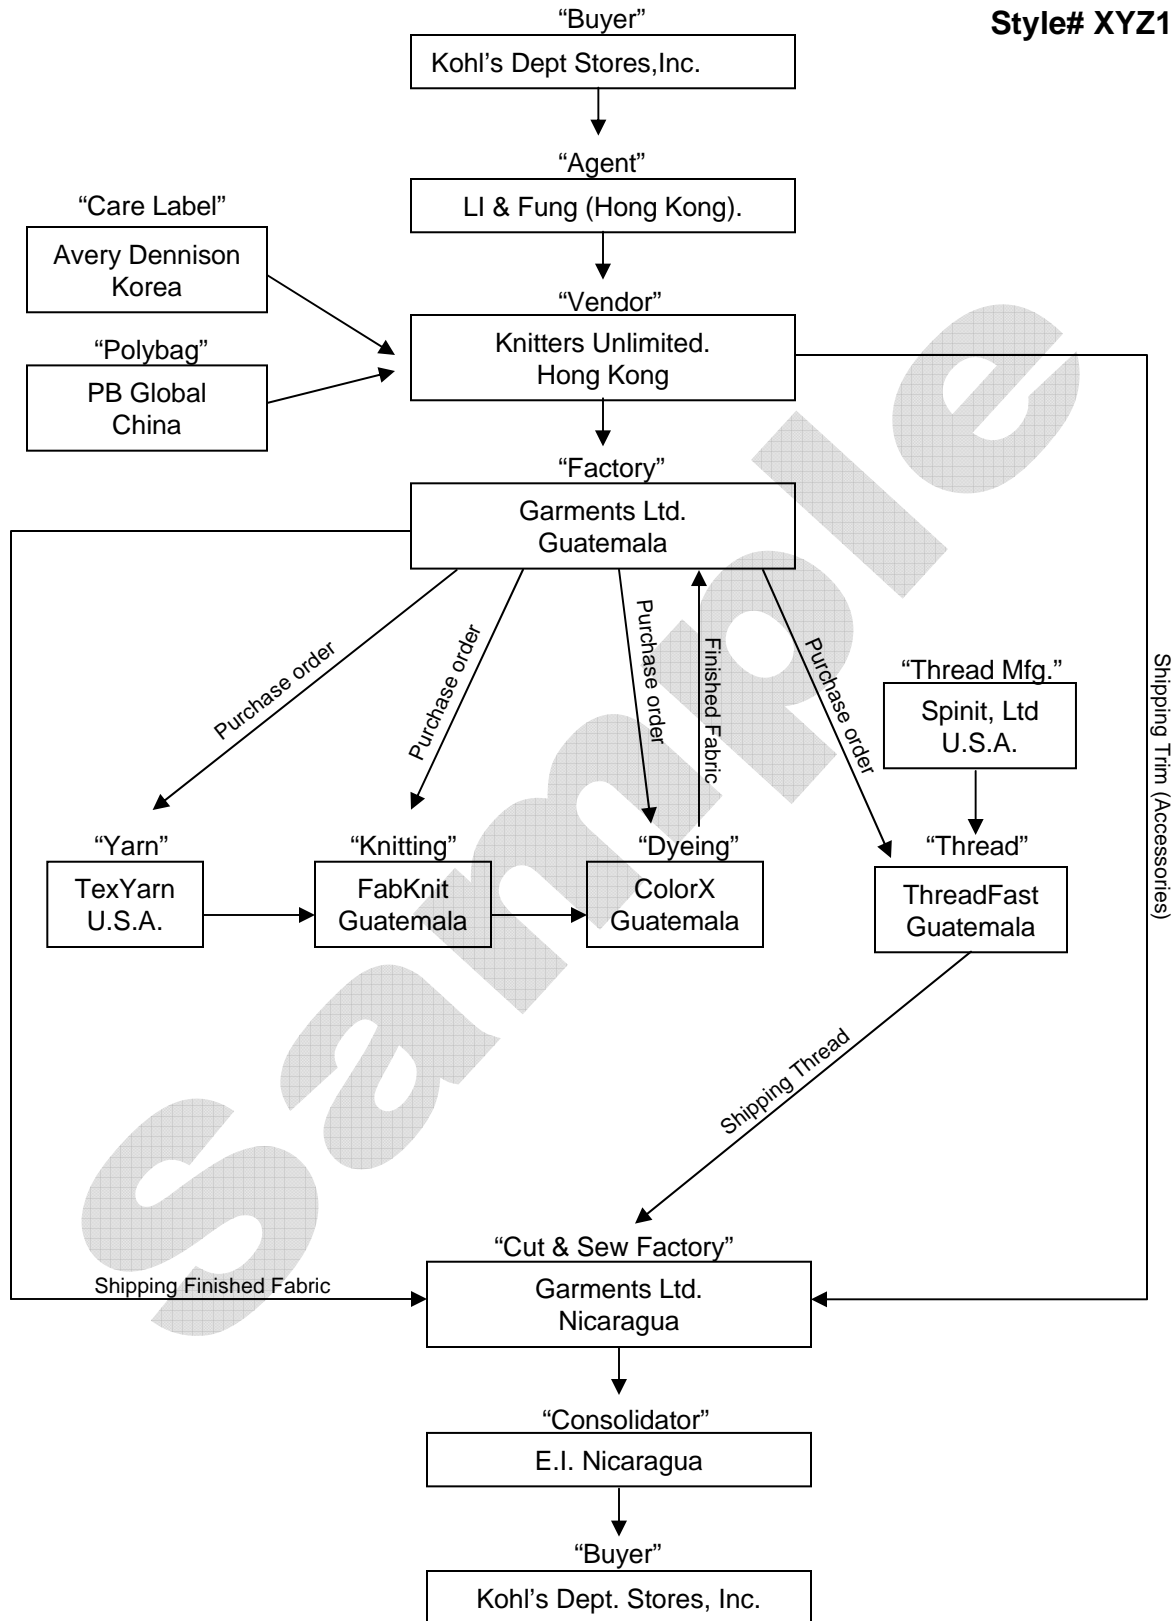 “Buyer”
Style# XYZ1
Kohl’s Dept Stores,Inc.
“Agent”
LI & Fung (Hong Kong).
“Care Label”
Avery Dennison
Korea
“Vendor”
Knitters Unlimited.
Hong Kong
“Polybag”
PB Global
China
“Factory”
Garments Ltd.
Guatemala
Purchase order
Purchase order
Purchase order
Finished Fabric
Purchase order
“Thread Mfg.”
Spinit, Ltd
U.S.A.
Shipping Trim (Accessories)
“Yarn”
TexYarn
U.S.A.
“Knitting”
FabKnit
Guatemala
“Dyeing”
ColorX
Guatemala
“Thread”
ThreadFast
Guatemala
Shipping Thread
“Cut & Sew Factory”
Shipping Finished Fabric
Garments Ltd.
Nicaragua
“Consolidator”
E.I. Nicaragua
“Buyer”
Kohl’s Dept. Stores, Inc.
Sample